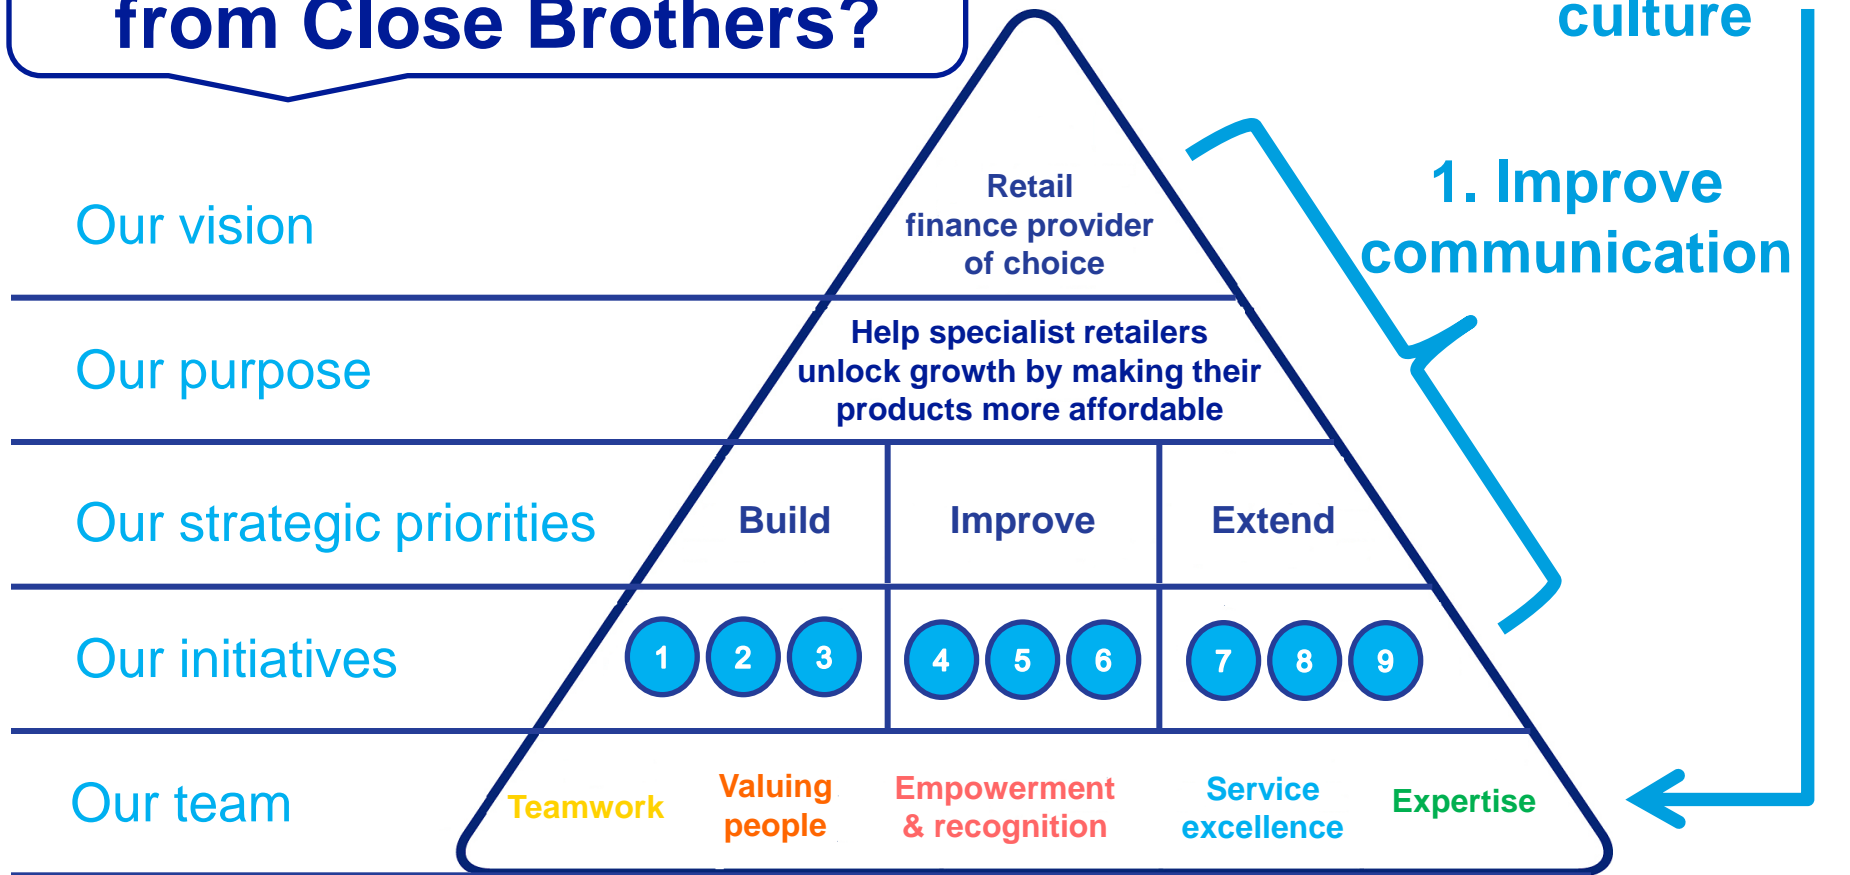 from Close Brothers?
culture
1. Improve
communication
Our vision
Retail
finance provider
of choice
Our purpose
Help specialist retailers
unlock growth by making their
products more affordable
Our strategic priorities
Build
Improve
Extend
Our initiatives
1
2
3
4
5
6
7
8
9
Our team
Teamwork
Valuing
people
Empowerment
& recognition
Service
excellence
Expertise